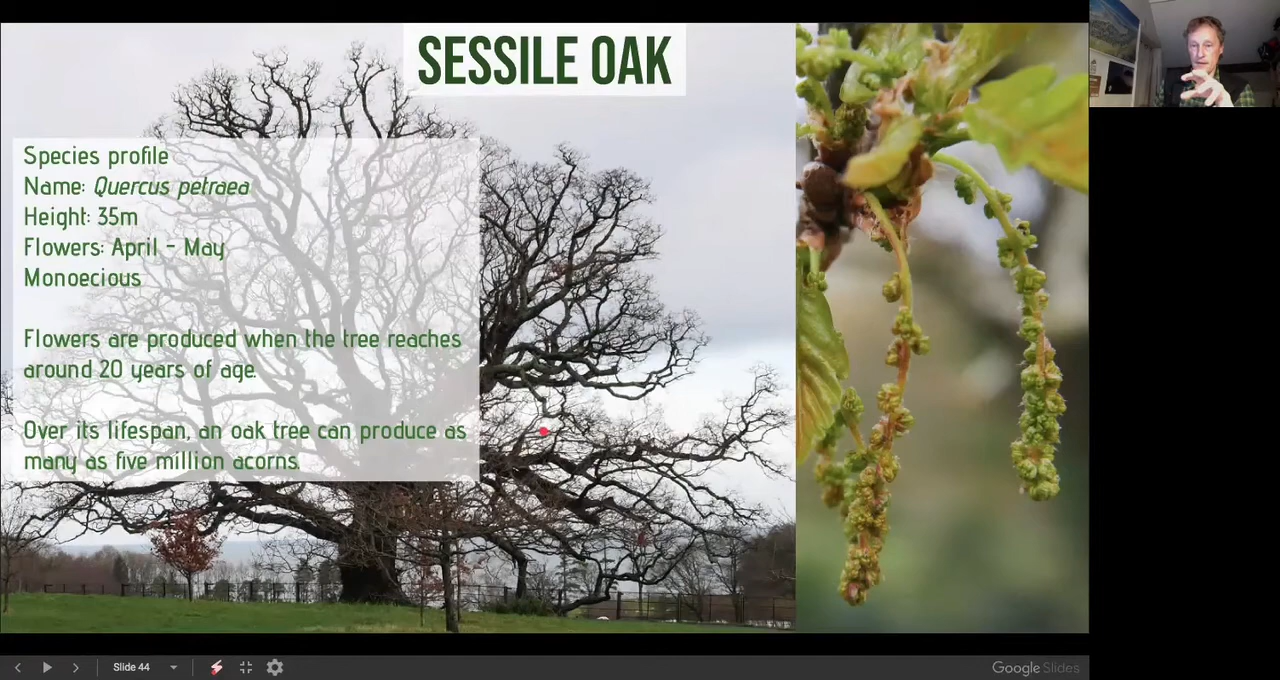 SESSILE OAK
Species profile
Name: Quercus petraea
Height: 35m
Flowers: April - May
Monoecious
Flowers are produced when the tree reaches
around 20 years of age.
Over its lifespan, an oak tree can produce as
many as five million acorns.
Slide 44
Google Slides